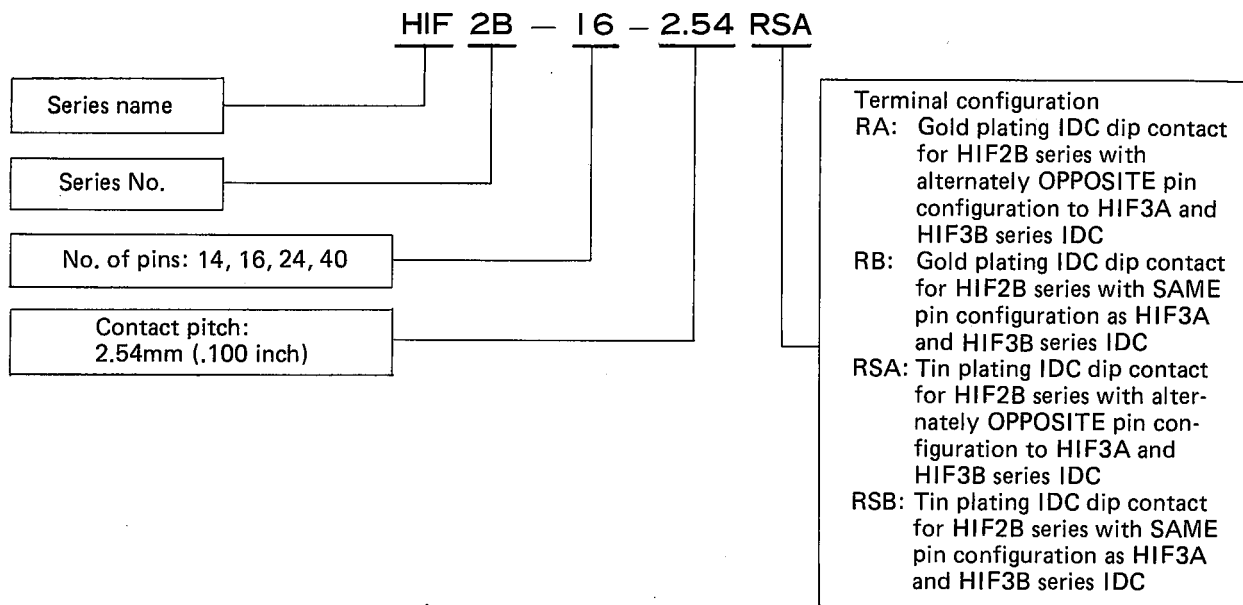 HIF 2B - 16 - 2.54 RSA
Series name
Series No.
No. of pins: 14, 16, 24, 40
Contact pitch:
2.54mm (.100 inch)
Terminal configuration
RA: Gold plating IDC dip contact
for HIF2B series with
alternately OPPOSITE pin
configuration to HIF3A and
HIF3B series IDC
RB: Gold plating IDC dip contact
for HIF2B series with SAME
pin configuration as HIF3A
and HIF3B series IDC
RSA: Tin plating IDC dip contact
for HIF2B series with alter-
nately OPPOSITE pin con-
figuration to HIF3A and
HIF3B series IDC
RSB: Tin plating IDC dip contact
for HIF2B series with SAME
pin configuration as HIF3A
and HIF3B series IDC